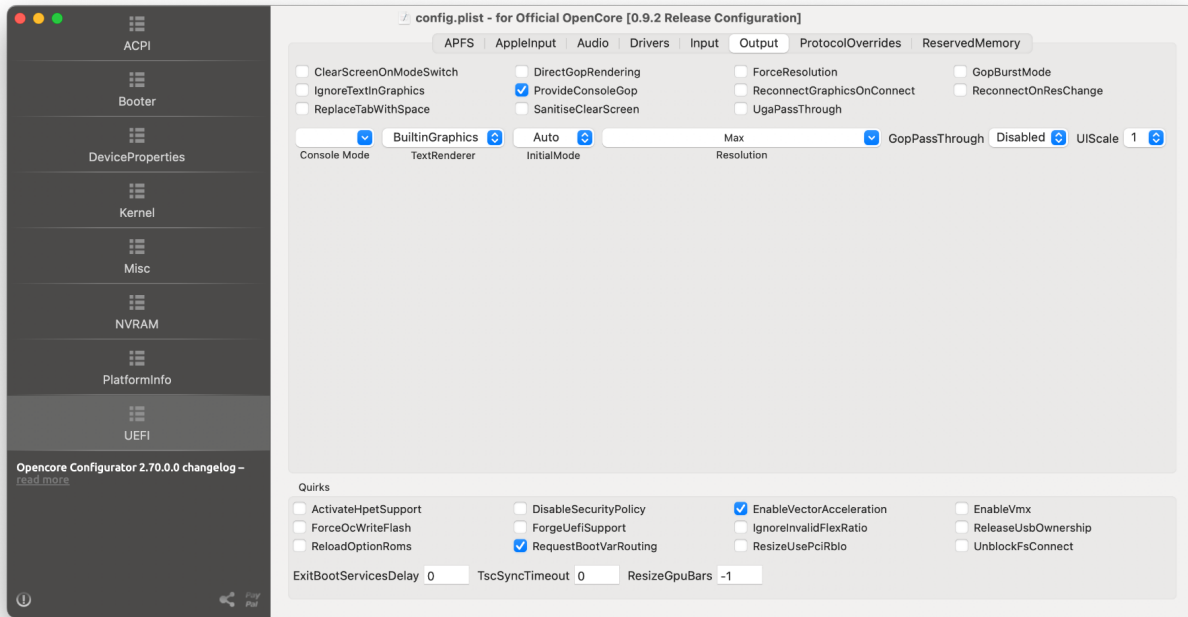 config.plist - for Official OpenCore [0.9.2 Release Configuration]
ACPI
Booter
DeviceProperties
Kernel
Misc
NVRAM
PlatformInfo
UEFI
Opencore Configurator 2.70.0.0 changelog –
read more
Pay
Pal
APFS AppleInput Audio Drivers Input Output ProtocolOverrides ReservedMemory
ClearScreenOnModeSwitch DirectGopRendering ForceResolution GopBurstMode
IgnoreTextInGraphics ProvideConsoleGop ReconnectGraphicsOnConnect ReconnectOnResChange
ReplaceTabWithSpace SanitiseClearScreen UgaPassThrough
BuiltinGraphics Auto Max GopPassThrough Disabled UIScale 1
Console Mode TextRenderer InitialMode Resolution
Quirks
ActivateHpetSupport DisableSecurityPolicy EnableVectorAcceleration EnableVmx
ForceOcWriteFlash ForgeUefiSupport IgnoreInvalidFlexRatio ReleaseUsbOwnership
ReloadOptionRoms RequestBootVarRouting ResizeUsePciRbIo UnblockFsConnect
ExitBootServicesDelay 0 TscSyncTimeout 0 ResizeGpuBars -1